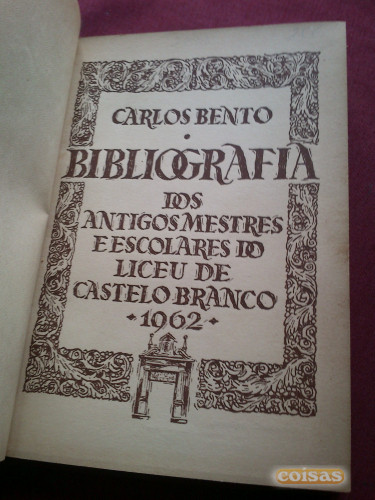 CARLOS BENTO
•
BIBLIOGRAFIA
DOS
ANTIGOS MESTRES
E ESCOLARES DO
LICEU DE
CASTELO BRANCO
• 1962 •
coisas